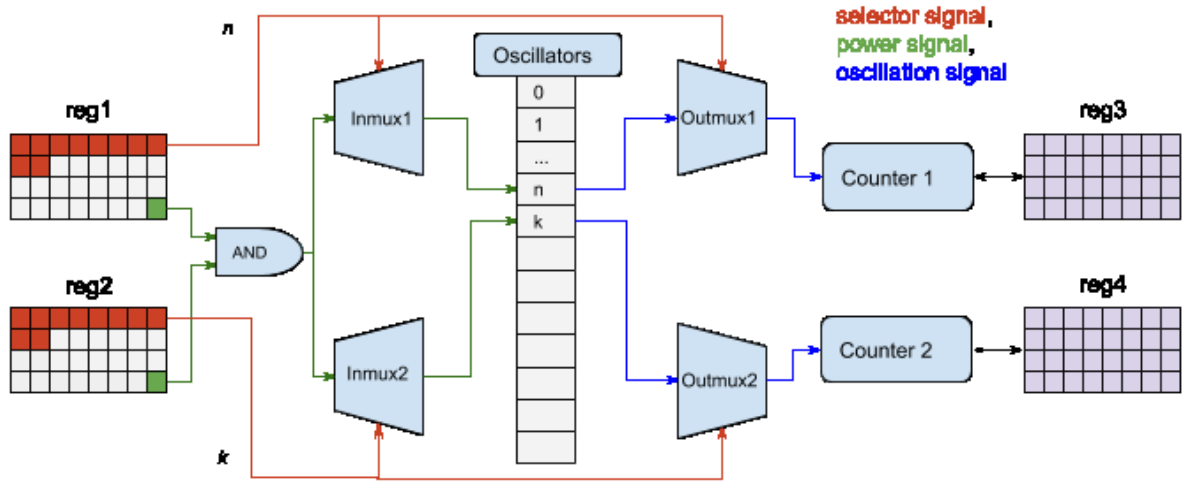 n
selector signal,
power signal,
oscillation signal
Oscillators
reg1
0
1
...
n
k
Inmux1
Outmux1
reg3
Counter 1
AND
reg2
Inmux2
Outmux2
Counter 2
reg4
k